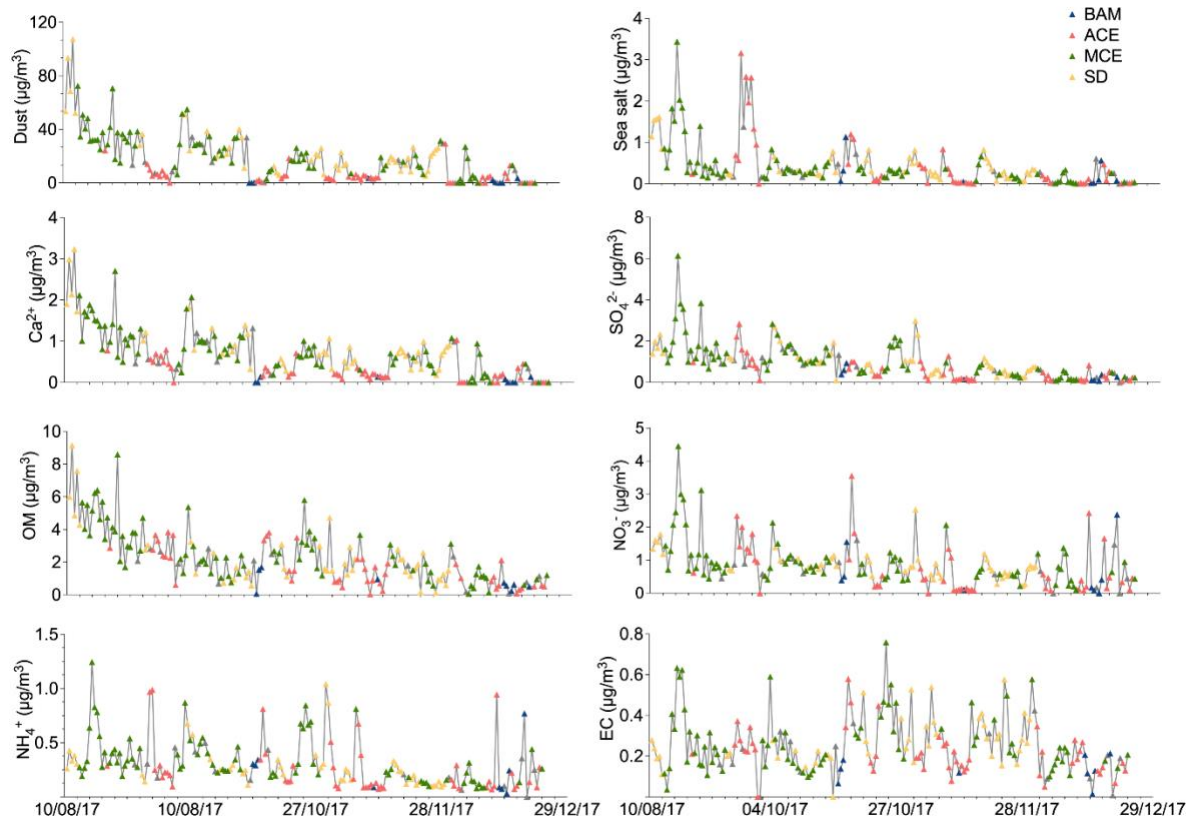 120
80
40
0
Dust (μg/m³)
4
3
2
1
0
Sea salt (μg/m³)
BAM
ACE
MCE
SD
4
3
2
1
0
Ca²⁺ (μg/m³)
8
6
4
2
0
SO₄²⁻ (μg/m³)
10
8
6
4
2
0
OM (μg/m³)
5
4
3
2
1
0
NO₃⁻ (μg/m³)
1.5
1.0
0.5
NH₄⁺ (μg/m³)
10/08/17 10/08/17 27/10/17 28/11/17 29/12/17
0.8
0.6
0.4
0.2
EC (μg/m³)
10/08/17 04/10/17 27/10/17 28/11/17 29/12/17